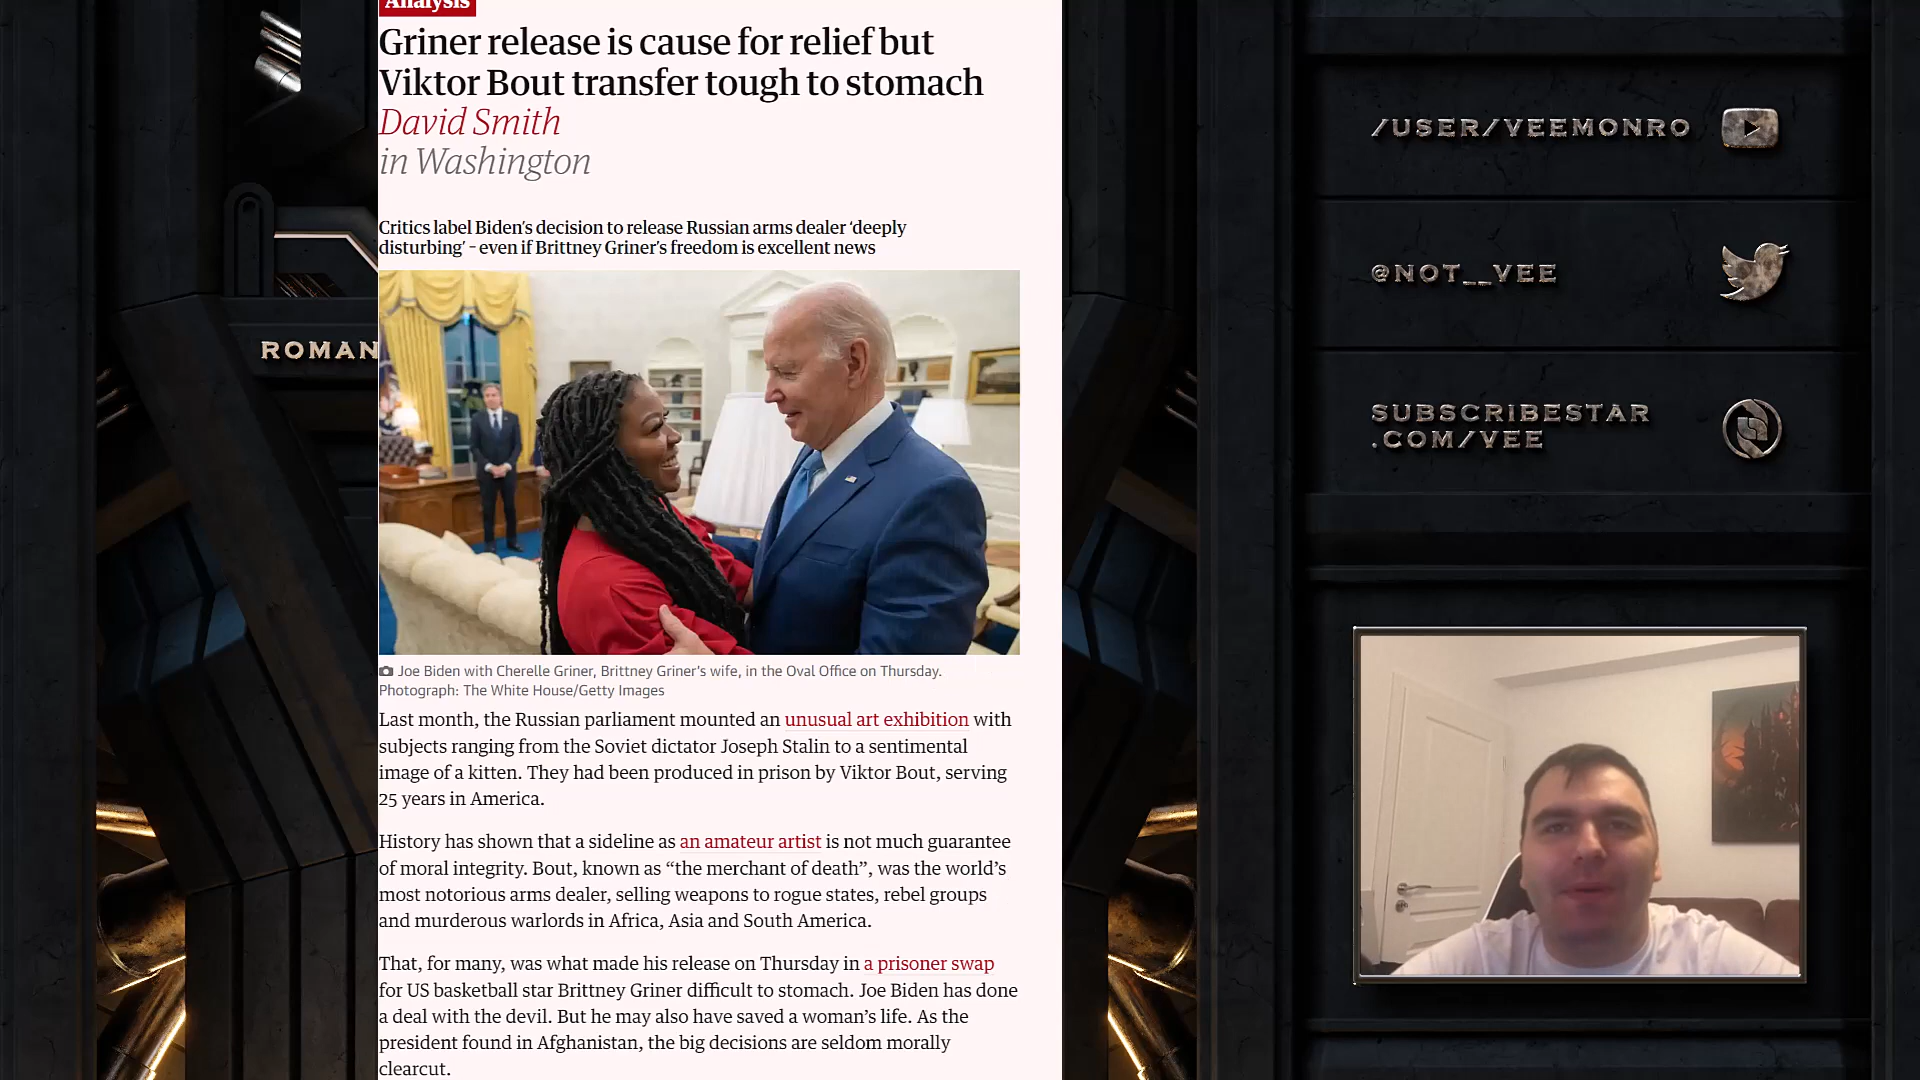 Analysis
Griner release is cause for relief but
Viktor Bout transfer tough to stomach
David Smith
in Washington
Critics label Biden's decision to release Russian arms dealer ‘deeply
disturbing’ – even if Brittney Griner's freedom is excellent news
Joe Biden with Cherelle Griner, Brittney Griner's wife, in the Oval Office on Thursday.
Photograph: The White House/Getty Images
Last month, the Russian parliament mounted an unusual art exhibition with
subjects ranging from the Soviet dictator Joseph Stalin to a sentimental
image of a kitten. They had been produced in prison by Viktor Bout, serving
25 years in America.
History has shown that a sideline as an amateur artist is not much guarantee
of moral integrity. Bout, known as “the merchant of death”, was the world's
most notorious arms dealer, selling weapons to rogue states, rebel groups
and murderous warlords in Africa, Asia and South America.
That, for many, was what made his release on Thursday in a prisoner swap
for US basketball star Brittney Griner difficult to stomach. Joe Biden has done
a deal with the devil. But he may also have saved a woman's life. As the
president found in Afghanistan, the big decisions are seldom morally
clearcut.
ROMAN
/USER/VEEMONRO
@NOT__VEE
SUBSCRIBESTAR
.COM/VEE